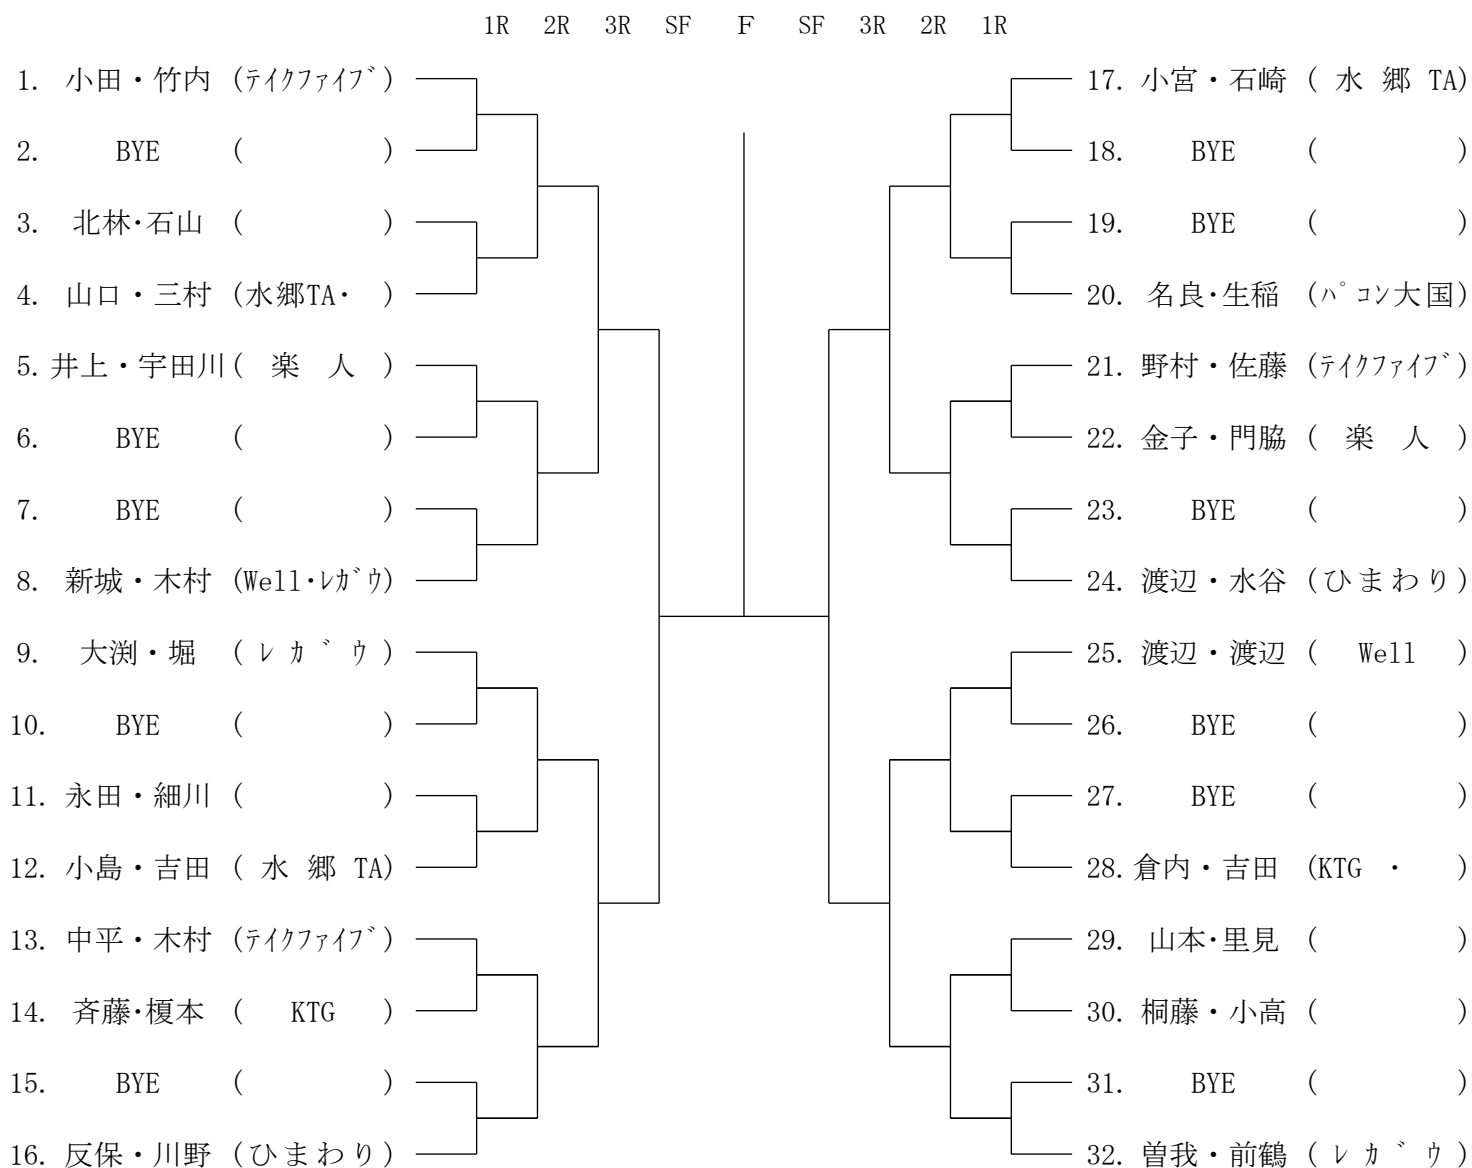 1R 2R 3R SF F SF 3R 2R 1R
1. 小田・竹内 (ﾃｲｸﾌｧｲﾌﾞ)
2. BYE ( )
3. 北林・石山 ( )
4. 山口・三村 (水郷TA・ )
5. 井上・宇田川 ( 楽 人 )
6. BYE ( )
7. BYE ( )
8. 新城・木村 (Well・ﾚｶﾞｳ)
9. 大渕・堀 ( ﾚ ｶ ﾞ ｳ )
10. BYE ( )
11. 永田・細川 ( )
12. 小島・吉田 ( 水 郷 TA)
13. 中平・木村 (ﾃｲｸﾌｧｲﾌﾞ)
14. 斉藤・榎本 ( KTG )
15. BYE ( )
16. 反保・川野 (ひまわり)
17. 小宮・石崎 ( 水 郷 TA)
18. BYE ( )
19. BYE ( )
20. 名良・生稲 (ﾊﾟｺﾝ大国)
21. 野村・佐藤 (ﾃｲｸﾌｧｲﾌﾞ)
22. 金子・門脇 ( 楽 人 )
23. BYE ( )
24. 渡辺・水谷 (ひまわり)
25. 渡辺・渡辺 ( Well )
26. BYE ( )
27. BYE ( )
28. 倉内・吉田 (KTG ・ )
29. 山本・里見 ( )
30. 桐藤・小高 ( )
31. BYE ( )
32. 曽我・前鶴 ( ﾚ ｶ ﾞ ｳ )